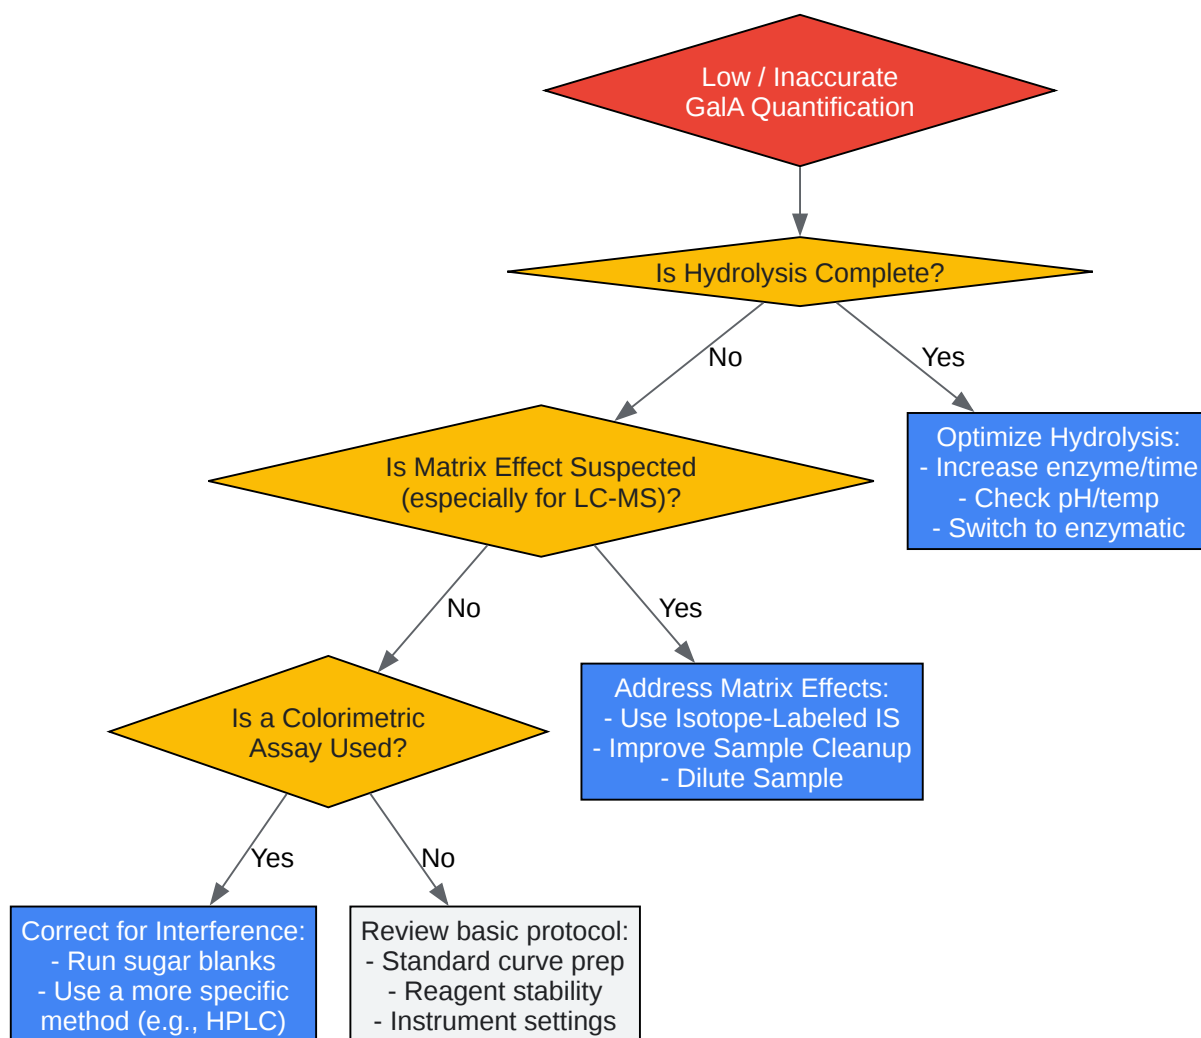 Low / Inaccurate
GalA Quantification
Is Hydrolysis Complete?
No
Yes
Is Matrix Effect Suspected
(especially for LC-MS)?
Optimize Hydrolysis:
- Increase enzyme/time
- Check pH/temp
- Switch to enzymatic
No
Yes
Is a Colorimetric
Assay Used?
Address Matrix Effects:
- Use Isotope-Labeled IS
- Improve Sample Cleanup
- Dilute Sample
Yes
No
Correct for Interference:
- Run sugar blanks
- Use a more specific
method (e.g., HPLC)
Review basic protocol:
- Standard curve prep
- Reagent stability
- Instrument settings